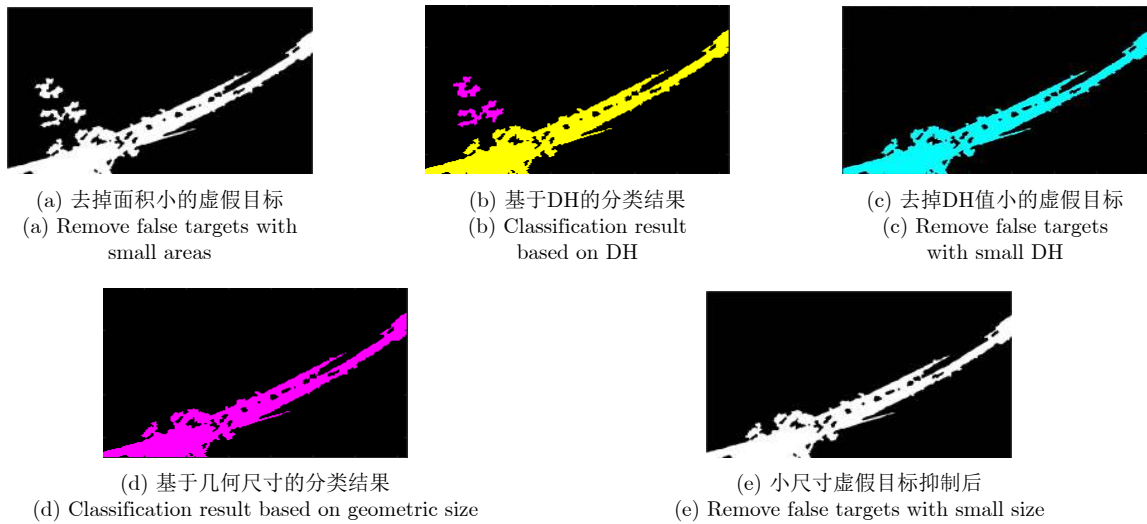 (a) 去掉面积小的虚假目标
(a) Remove false targets with
small areas
(b) 基于DH的分类结果
(b) Classification result
based on DH
(c) 去掉DH值小的虚假目标
(c) Remove false targets
with small DH
(d) 基于几何尺寸的分类结果
(d) Classification result based on geometric size
(e) 小尺寸虚假目标抑制后
(e) Remove false targets with small size